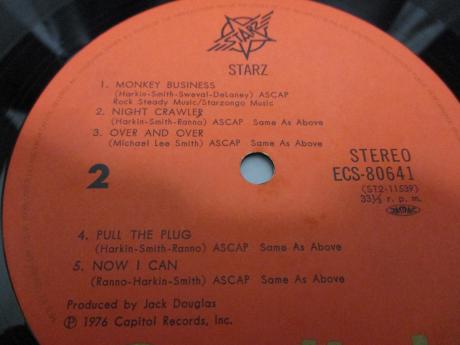 STARZ
STARZ
1. MONKEY BUSINESS
(Harkin-Smith-Sweval-DeLaney) ASCAP
Rock Steady Music/Starzongo Music
2. NIGHT CRAWLER
(Harkin-Smith-Ranno) ASCAP Same As Above
3. OVER AND OVER
(Michael Lee Smith) ASCAP Same As Above
2
STEREO
ECS-80641
(ST2-11539)
33⅓ r. p. m.
4. PULL THE PLUG
(Harkin-Smith-Ranno) ASCAP Same As Above
5. NOW I CAN
(Ranno-Harkin-Smith) ASCAP Same As Above
Produced by Jack Douglas
Ⓟ 1976 Capitol Records, Inc.